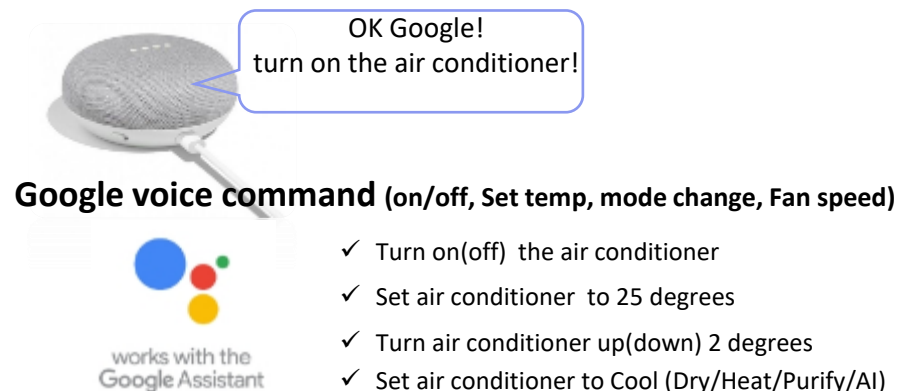 OK Google!
turn on the air conditioner!
Google voice command (on/off, Set temp, mode change, Fan speed)
✓ Turn on(off) the air conditioner
✓ Set air conditioner to 25 degrees
✓ Turn air conditioner up(down) 2 degrees
✓ Set air conditioner to Cool (Dry/Heat/Purify/AI)
works with the
Google Assistant